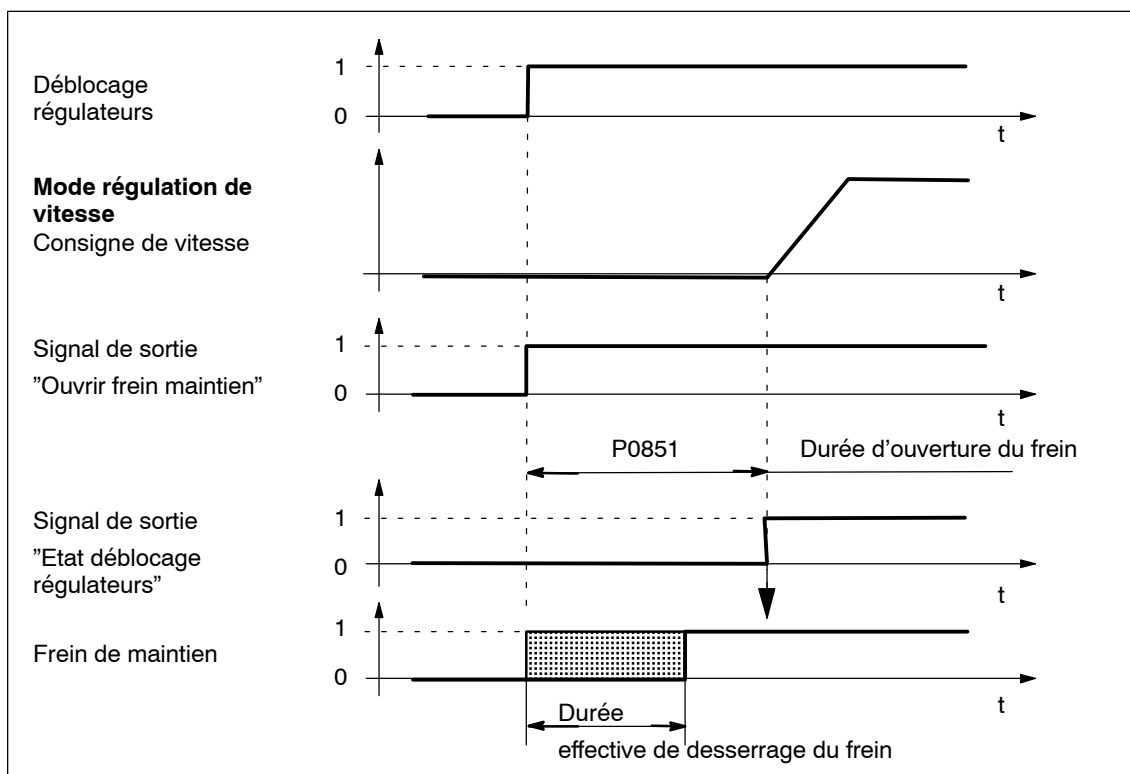 Déblocage
régulateurs
1
0
t
Mode régulation de
vitesse
Consigne de vitesse
t
Signal de sortie
”Ouvrir frein maintien”
1
0
t
P0851
Durée d’ouverture du frein
Signal de sortie
”Etat déblocage
régulateurs”
1
0
t
Frein de maintien
1
0
t
Durée
effective de desserrage du frein